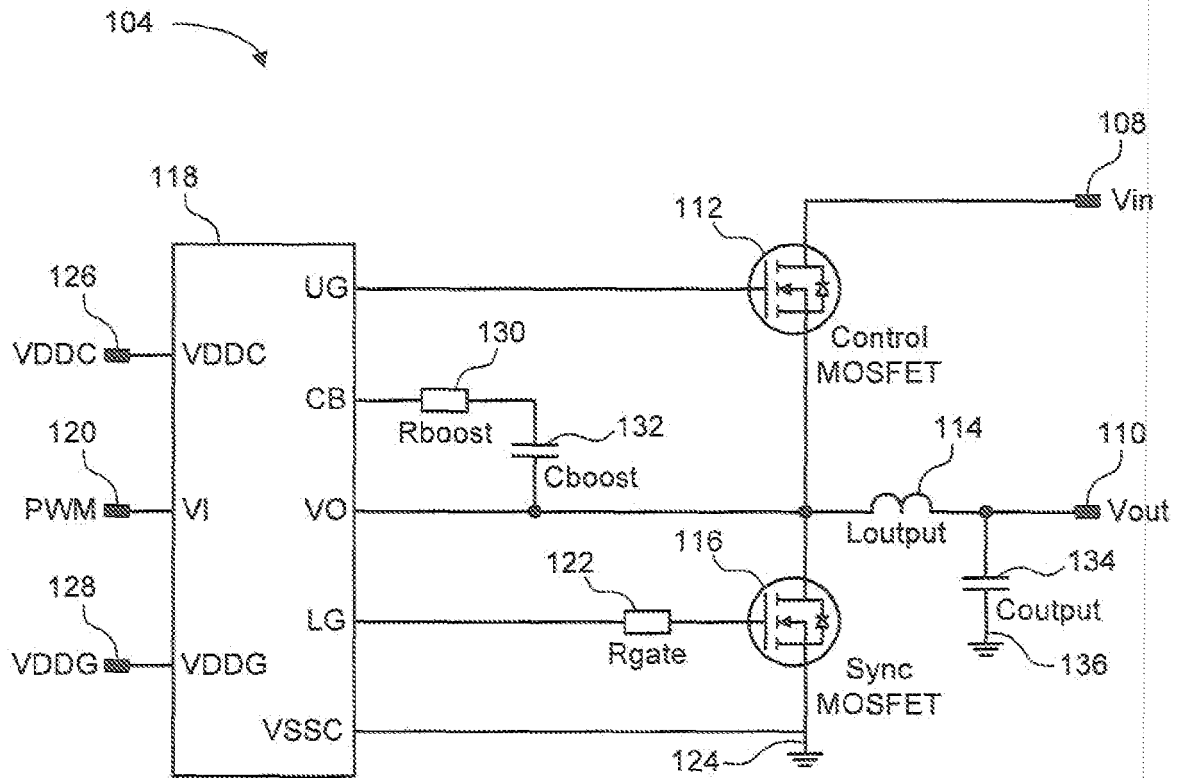 104
108
Vin
118
112
126
UG
VDDC
VDDC
130
Control
MOSFET
CB
Rboost
132
120
Cboost
114
110
PWM
VI
VO
Vout
Loutput
116
122
134
128
LG
Coutput
Rgate
136
VDDG
VDDG
Sync
MOSFET
VSSC
124